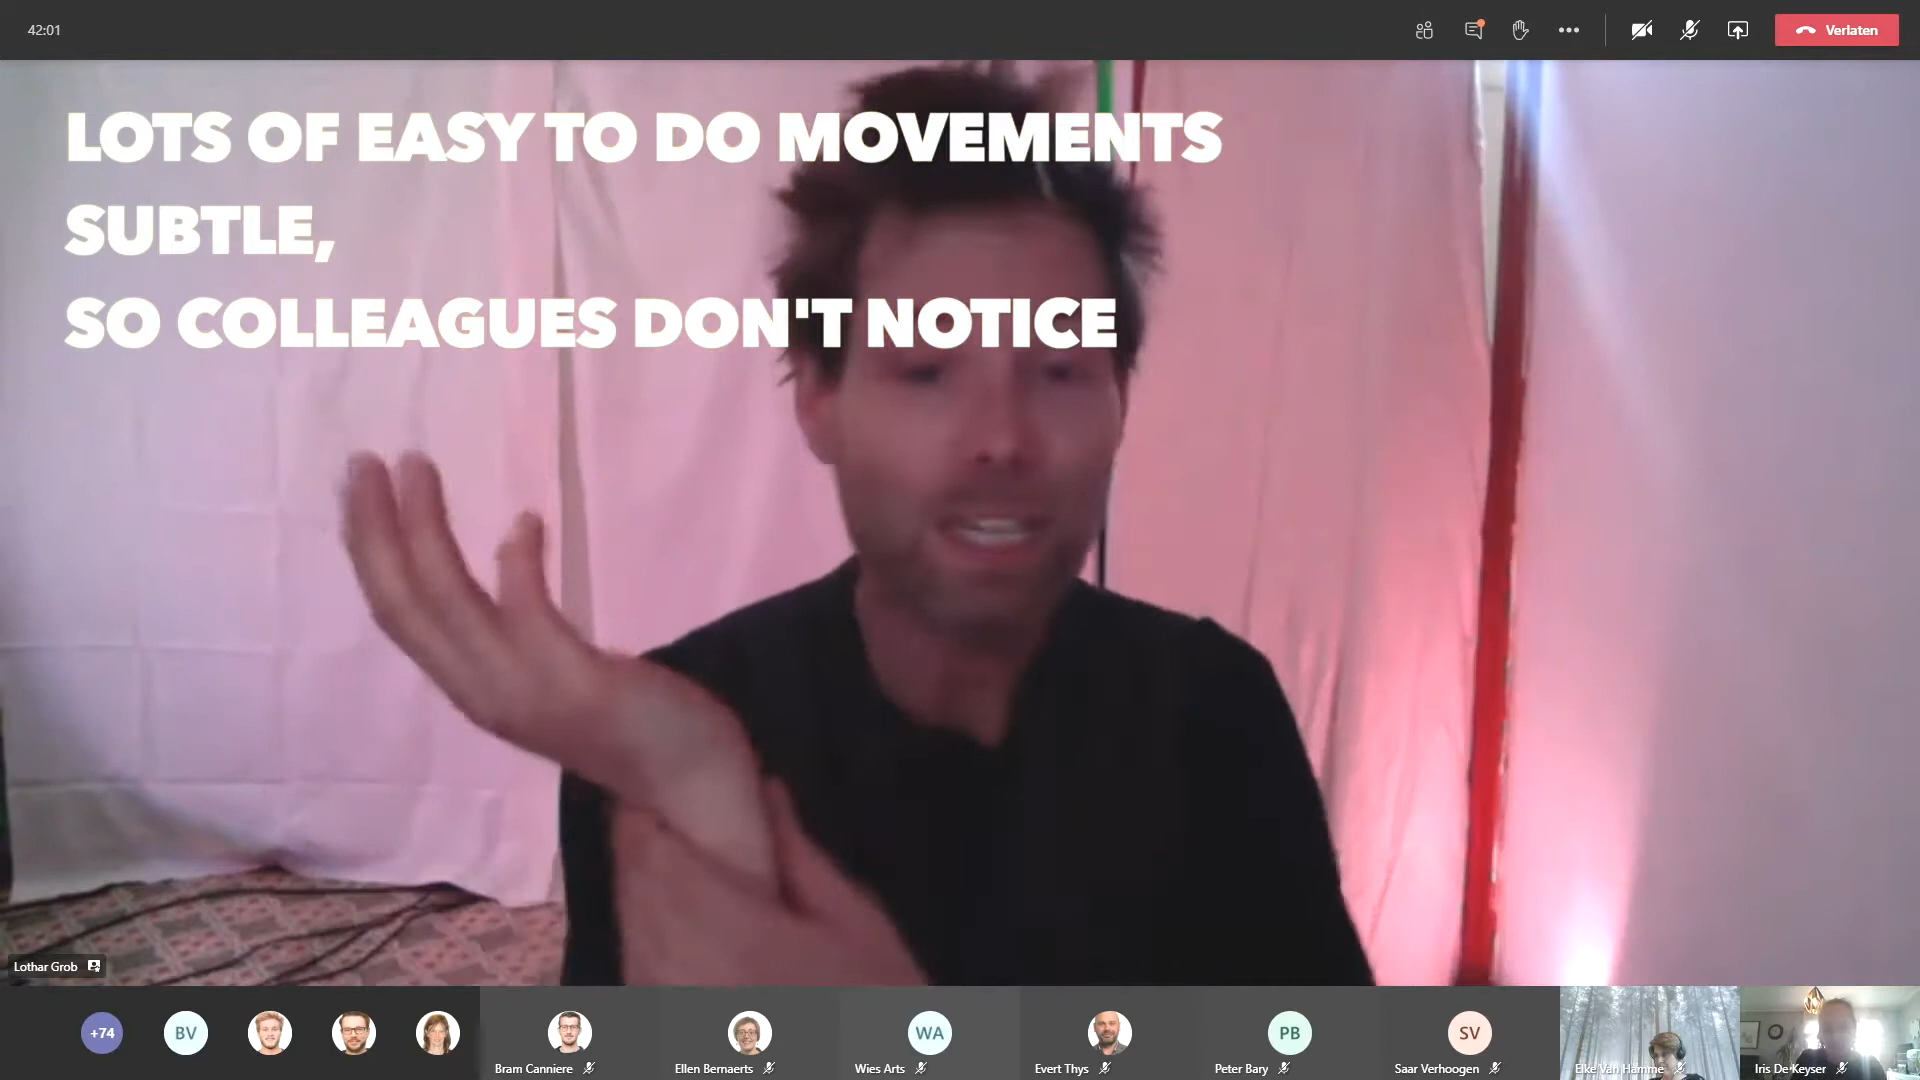 42:01
Verlaten
LOTS OF EASY TO DO MOVEMENTS
SUBTLE,
SO COLLEAGUES DON'T NOTICE
Lothar Grob
+74
BV
WA
PB
SV
Bram Canniere
Ellen Bernaerts
Wies Arts
Evert Thys
Peter Bary
Saar Verhoogen
Elke Van Hamme
Iris De Keyser